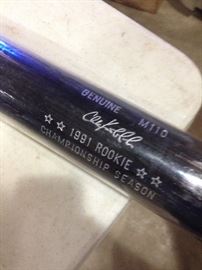 GENUINE M110
☆☆ 1991 ROOKIE ☆☆
CHAMPIONSHIP SEASON